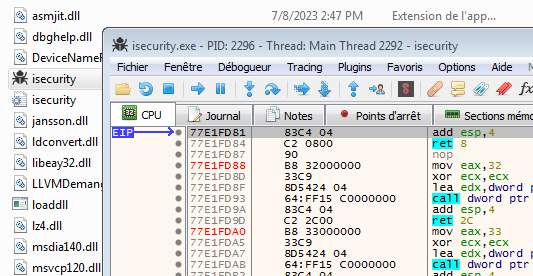 asmjit.dll 7/8/2023 2:47 PM Extension de l'app...
dbghelp.dll
DeviceNameR
isecurity
isecurity
jansson.dll
ldconvert.dll
libeay32.dll
LLVMDemang
loaddll
lz4.dll
msdia140.dll
msvcp120.dll
isecurity.exe - PID: 2296 - Thread: Main Thread 2292 - isecurity
Fichier Fenêtre Débogueur Tracing Plugins Favoris Options Aide
CPU Journal Notes Points d'arrêt Sections mémo
EIP 77E1FD81 83C4 04 add esp,4
77E1FD84 C2 0800 ret 8
77E1FD87 90 nop
77E1FD88 B8 32000000 mov eax,32
77E1FD8D 33C9 xor ecx,ecx
77E1FD8F 8D5424 04 lea edx,dword p
77E1FD93 64:FF15 C0000000 call dword ptr
77E1FD9A 83C4 04 add esp,4
77E1FD9D C2 2C00 ret 2C
77E1FDA0 B8 33000000 mov eax,33
77E1FDA5 33C9 xor ecx,ecx
77E1FDA7 8D5424 04 lea edx,dword p
77E1FDAB 64:FF15 C0000000 call dword ptr
77E1FDB2 83C4 04 add esp,4